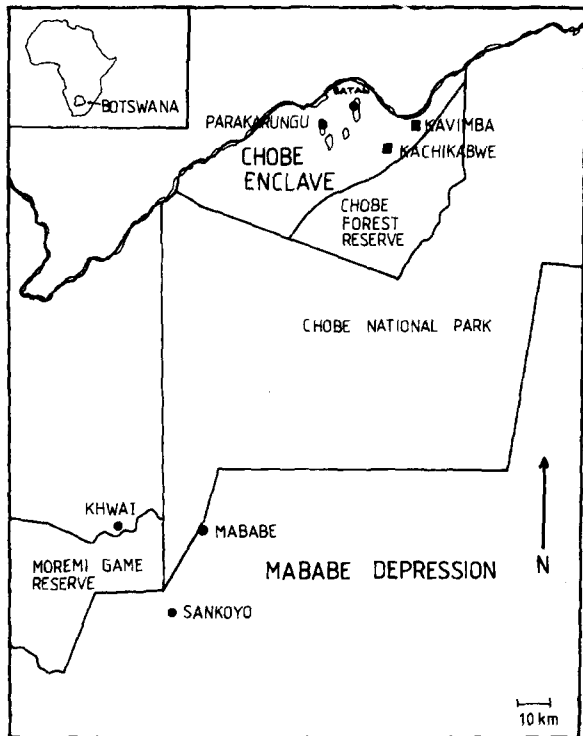 BOTSWANA
SATAU
PARAKARUNGU
KAVIMBA
KACHIKABWE
CHOBE
ENCLAVE
CHOBE
FOREST
RESERVE
CHOBE NATIONAL PARK
KHWAI
MABABE
MOREMI GAME
RESERVE
MABABE DEPRESSION
N
SANKOYO
10 km